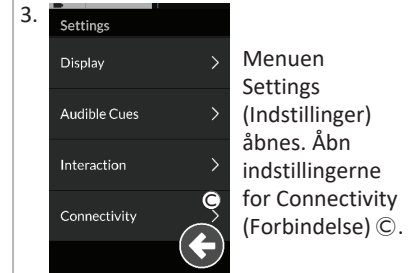 3.
Settings
Display
Audible Cues
Interaction
Connectivity
Ⓒ
Menuen
Settings
(Indstillinger)
åbnes. Åbn
indstillingerne
for Connectivity
(Forbindelse) Ⓒ.